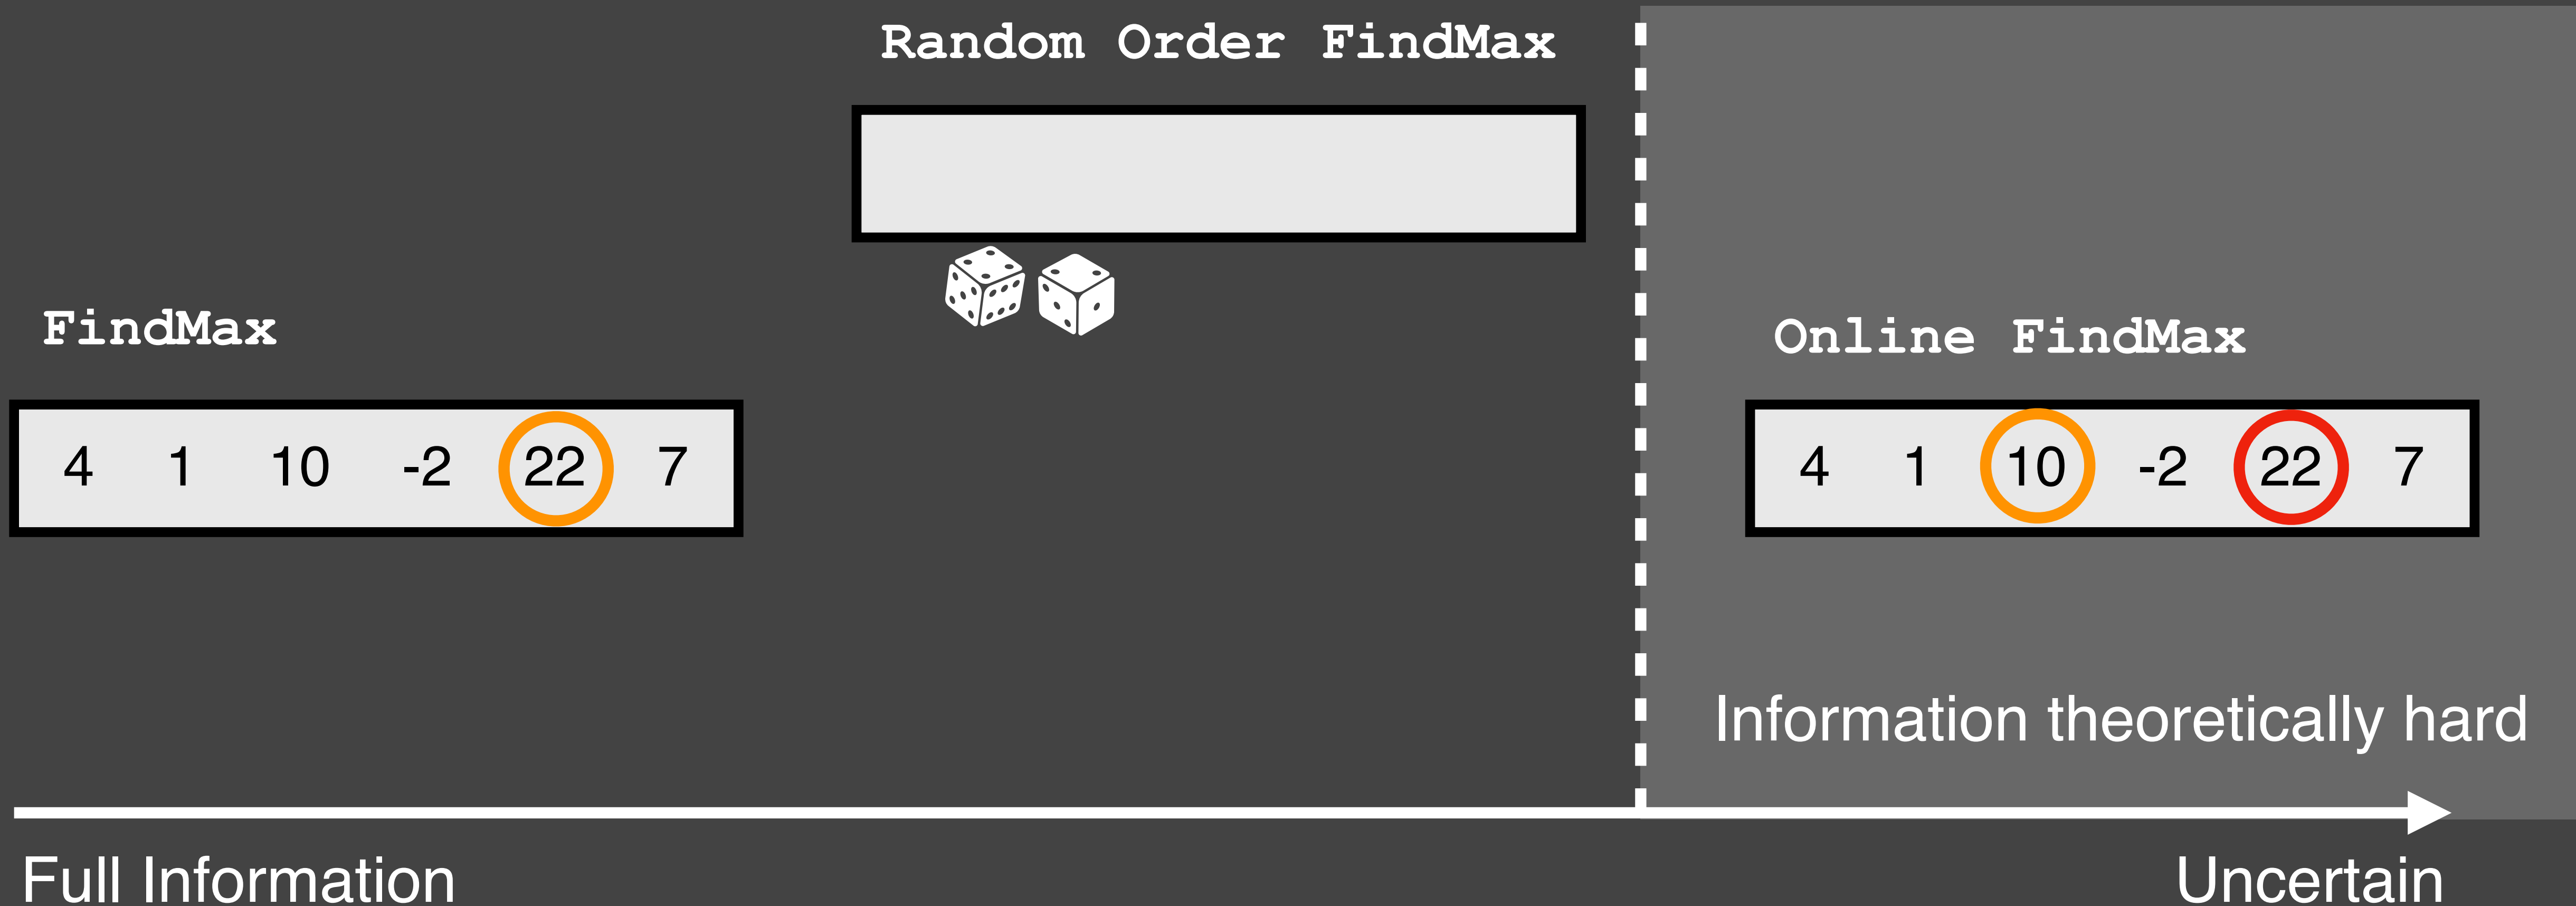 Random Order FindMax
FindMax
4 1 10 -2 22 7
Online FindMax
4 1 10 -2 22 7
Information theoretically hard
Full Information
Uncertain